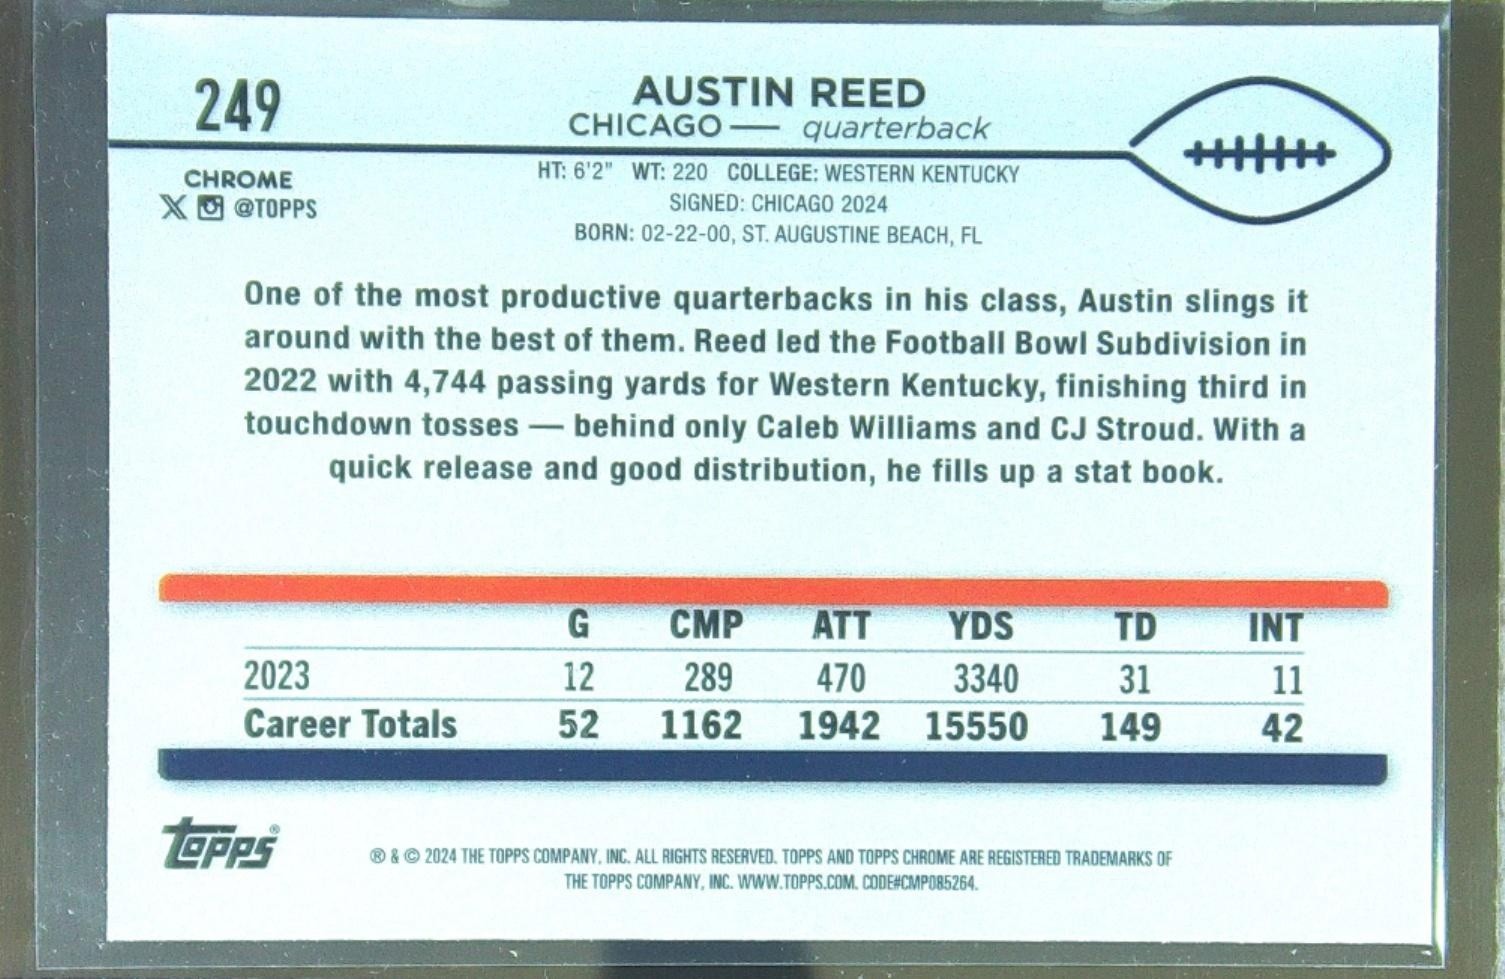 249
AUSTIN REED
CHICAGO — quarterback
CHROME
@TOPPS
HT: 6'2" WT: 220 COLLEGE: WESTERN KENTUCKY
SIGNED: CHICAGO 2024
BORN: 02-22-00, ST. AUGUSTINE BEACH, FL
One of the most productive quarterbacks in his class, Austin slings it
around with the best of them. Reed led the Football Bowl Subdivision in
2022 with 4,744 passing yards for Western Kentucky, finishing third in
touchdown tosses — behind only Caleb Williams and CJ Stroud. With a
quick release and good distribution, he fills up a stat book.
G CMP ATT YDS TD INT
2023 12 289 470 3340 31 11
Career Totals 52 1162 1942 15550 149 42
Topps®
® & © 2024 THE TOPPS COMPANY, INC. ALL RIGHTS RESERVED. TOPPS AND TOPPS CHROME ARE REGISTERED TRADEMARKS OF
THE TOPPS COMPANY, INC. WWW.TOPPS.COM. CODE#CMP085264.